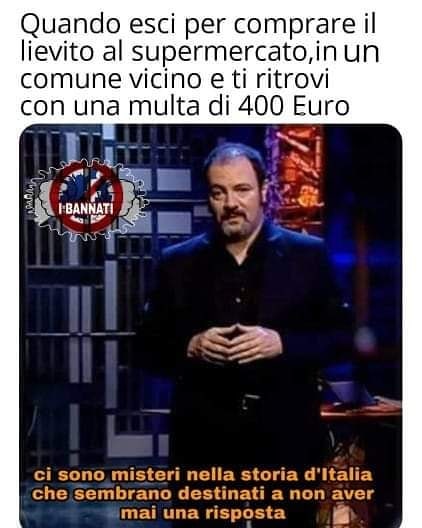 Quando esci per comprare il
lievito al supermercato,in un
comune vicino e ti ritrovi
con una multa di 400 Euro
I BANNATI
ci sono misteri nella storia d'Italia
che sembrano destinati a non aver
mai una risposta